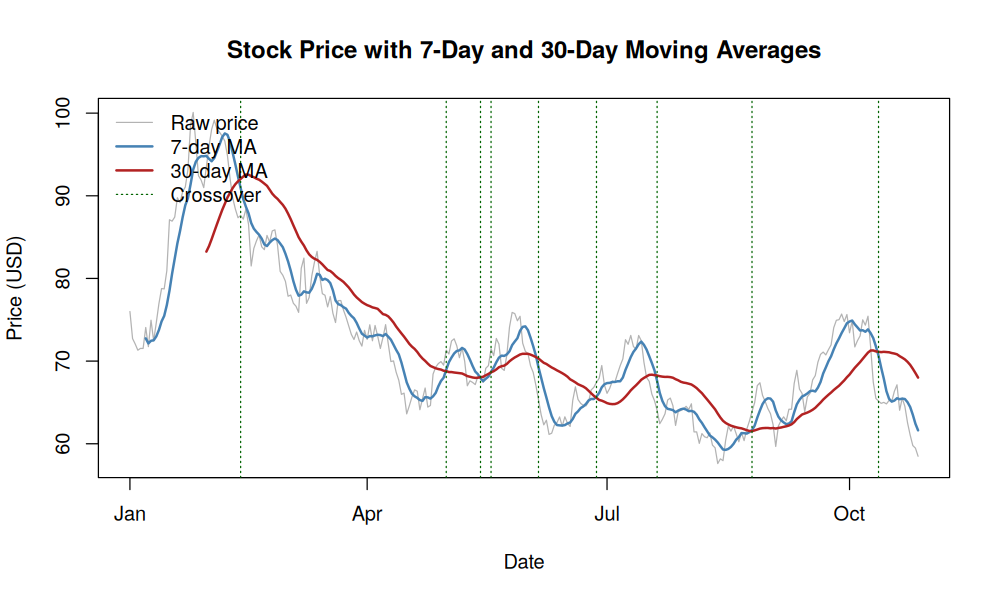 Stock Price with 7-Day and 30-Day Moving Averages
Price (USD)
100
90
80
70
60
Raw price
7-day MA
30-day MA
Crossover
Jan
Apr
Jul
Oct
Date